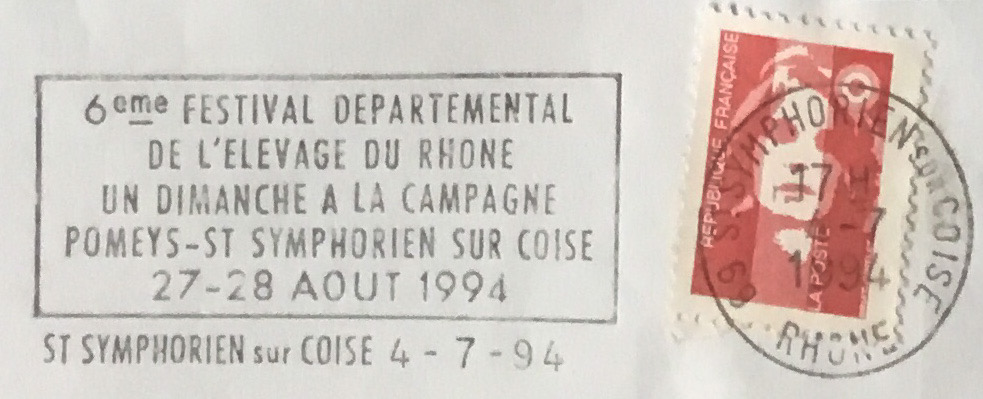 6eme FESTIVAL DEPARTEMENTAL
DE L'ELEVAGE DU RHONE
UN DIMANCHE A LA CAMPAGNE
POMEYS-ST SYMPHORIEN SUR COISE
27-28 AOUT 1994
ST SYMPHORIEN sur COISE 4 - 7 - 94
REPUBLIQUE FRANÇAISE
LA POSTE
69 ST SYMPHORIEN sur COISE
17 H
4-7
1994
RHONE